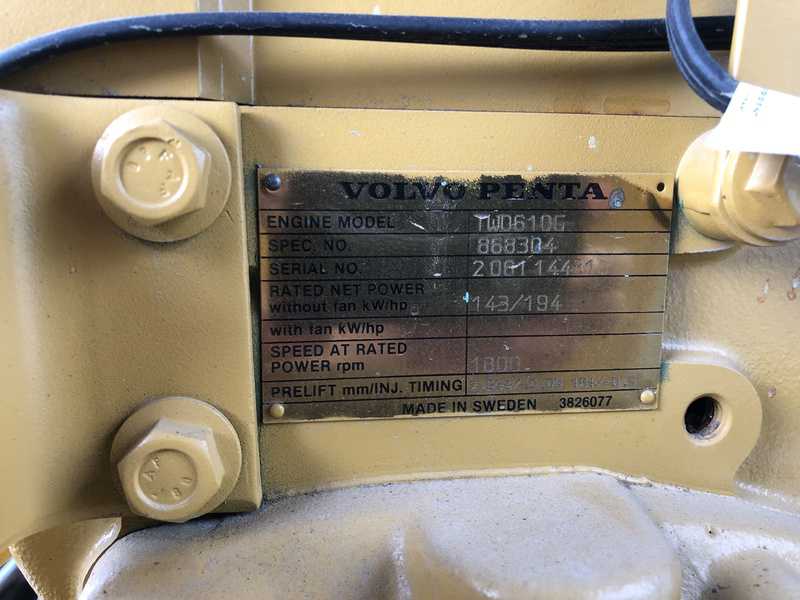 VOLVO PENTA
ENGINE MODEL TWD610G
SPEC. NO. 868304
SERIAL NO.
RATED NET POWER
without fan kW/hp 143/194
with fan kW/hp
SPEED AT RATED
POWER rpm 1800
PRELIFT mm/INJ. TIMING
MADE IN SWEDEN 3826077